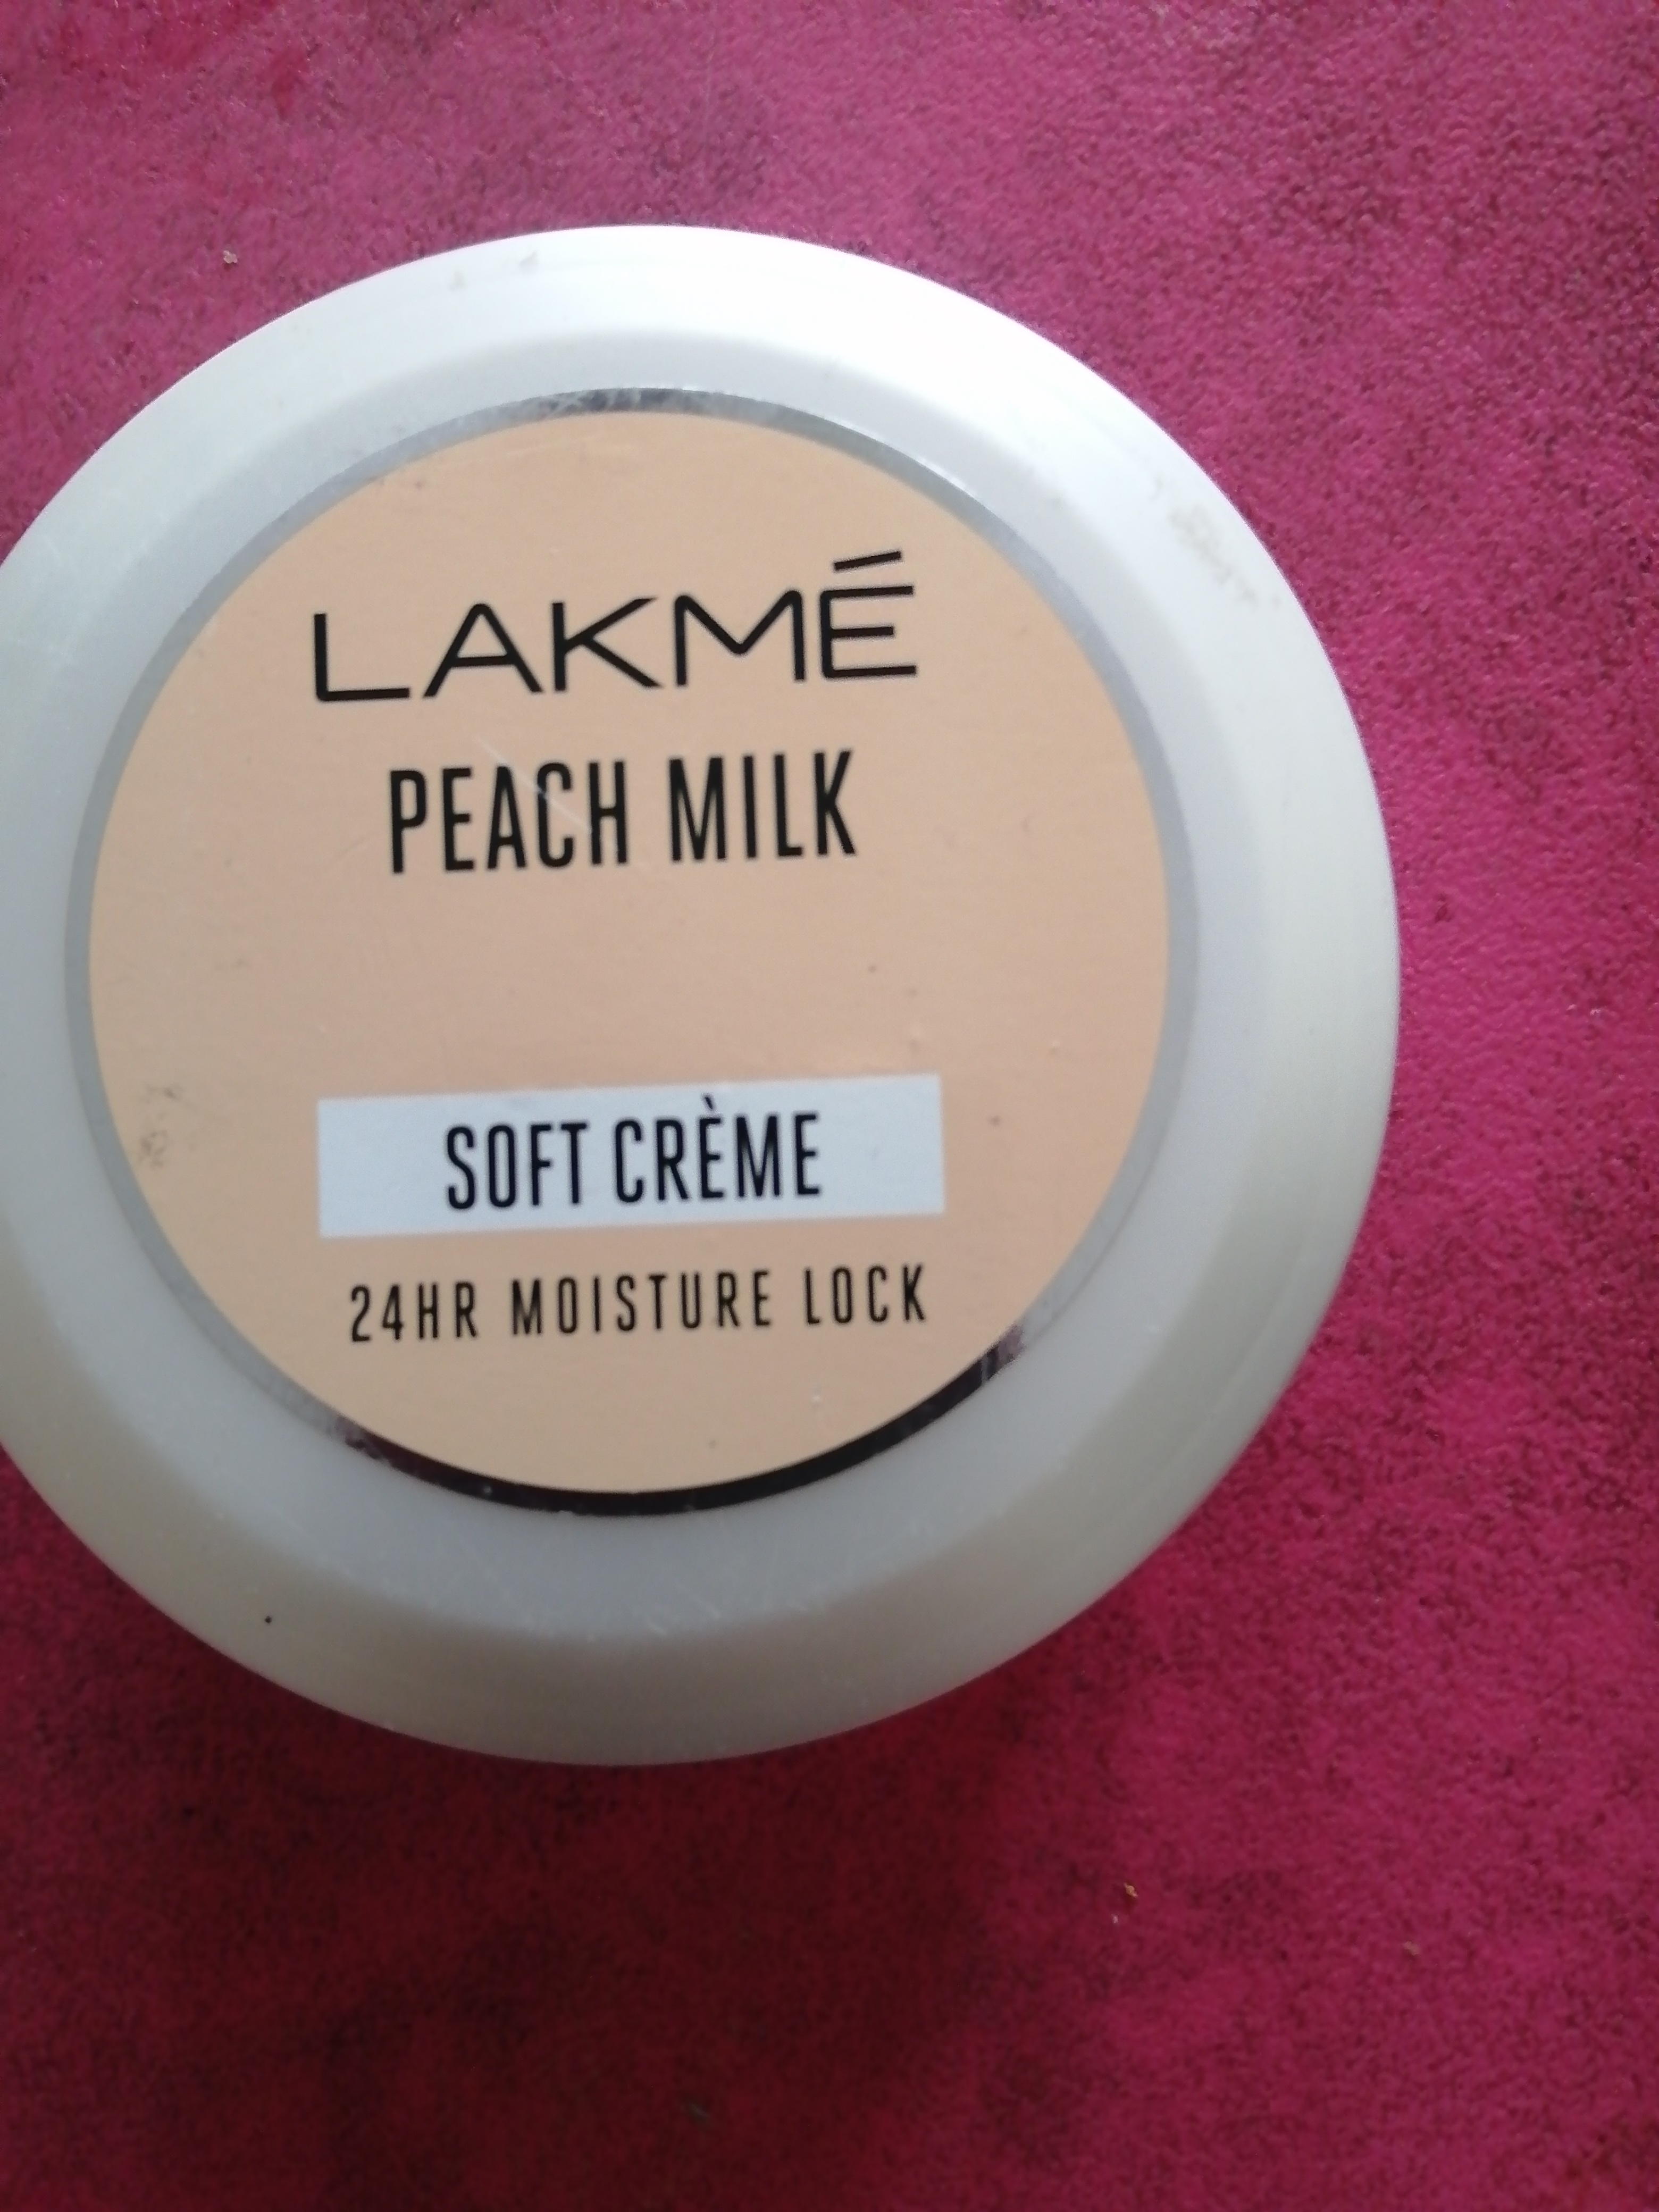 LAKMÉ
PEACH MILK
SOFT CRÈME
24HR MOISTURE LOCK